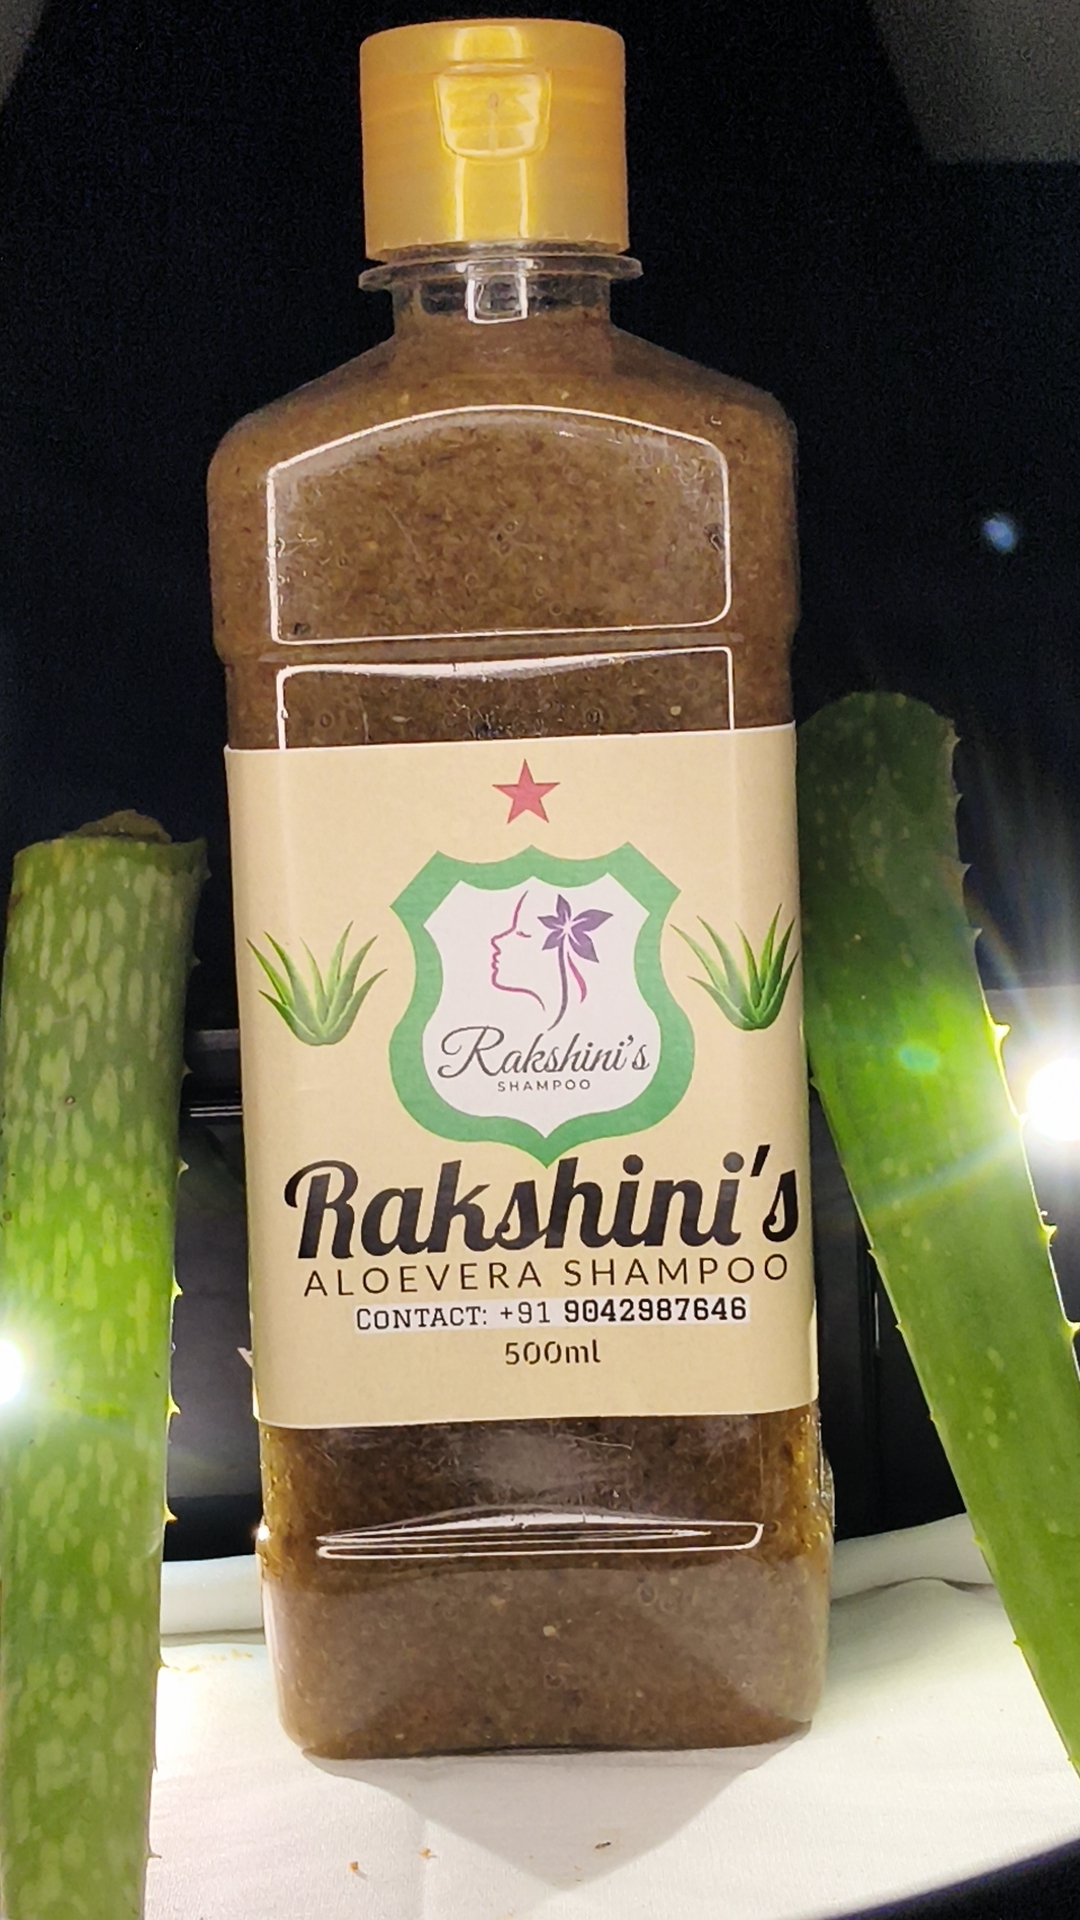 Rakshini's
SHAMPOO
Rakshini's
ALOEVERA SHAMPOO
CONTACT: +91 9042987646
500ml